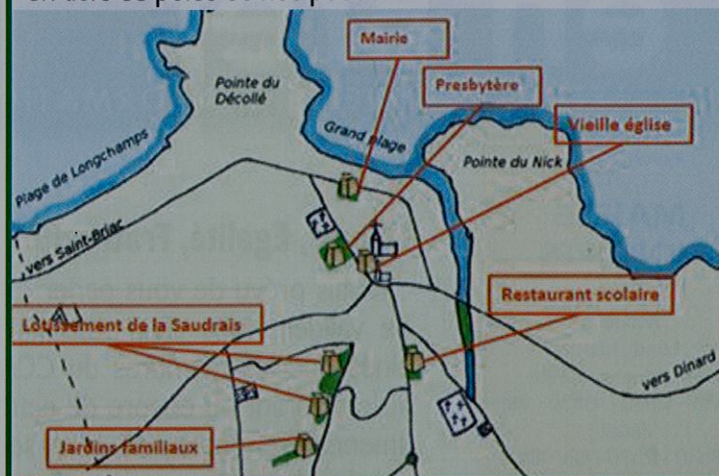 Mairie
Pointe du
Décollé
Presbytère
Vieille église
Grand plage
Pointe du Nick
Plage de Longchamps
vers Saint-Briac
Restaurant scolaire
Lotissement de la Saudrais
vers Dinard
Jardins familiaux